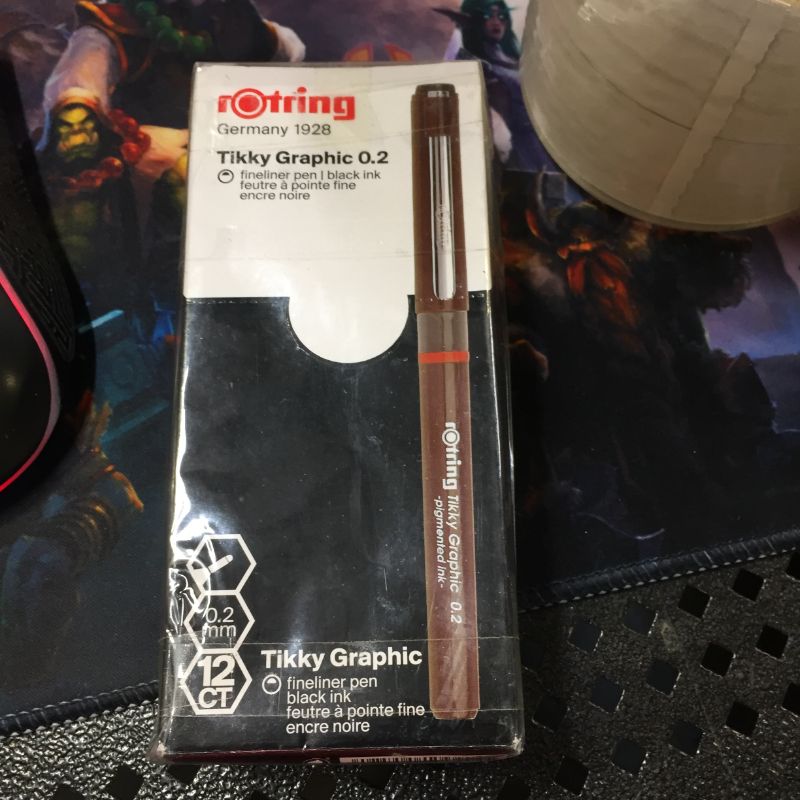 rotring
Germany 1928
Tikky Graphic 0.2
fineliner pen | black ink
feutre à pointe fine
encre noire
rotring Tikky Graphic 0.2
-pigmented ink-
0.2
mm
12
CT
Tikky Graphic
fineliner pen
black ink
feutre à pointe fine
encre noire